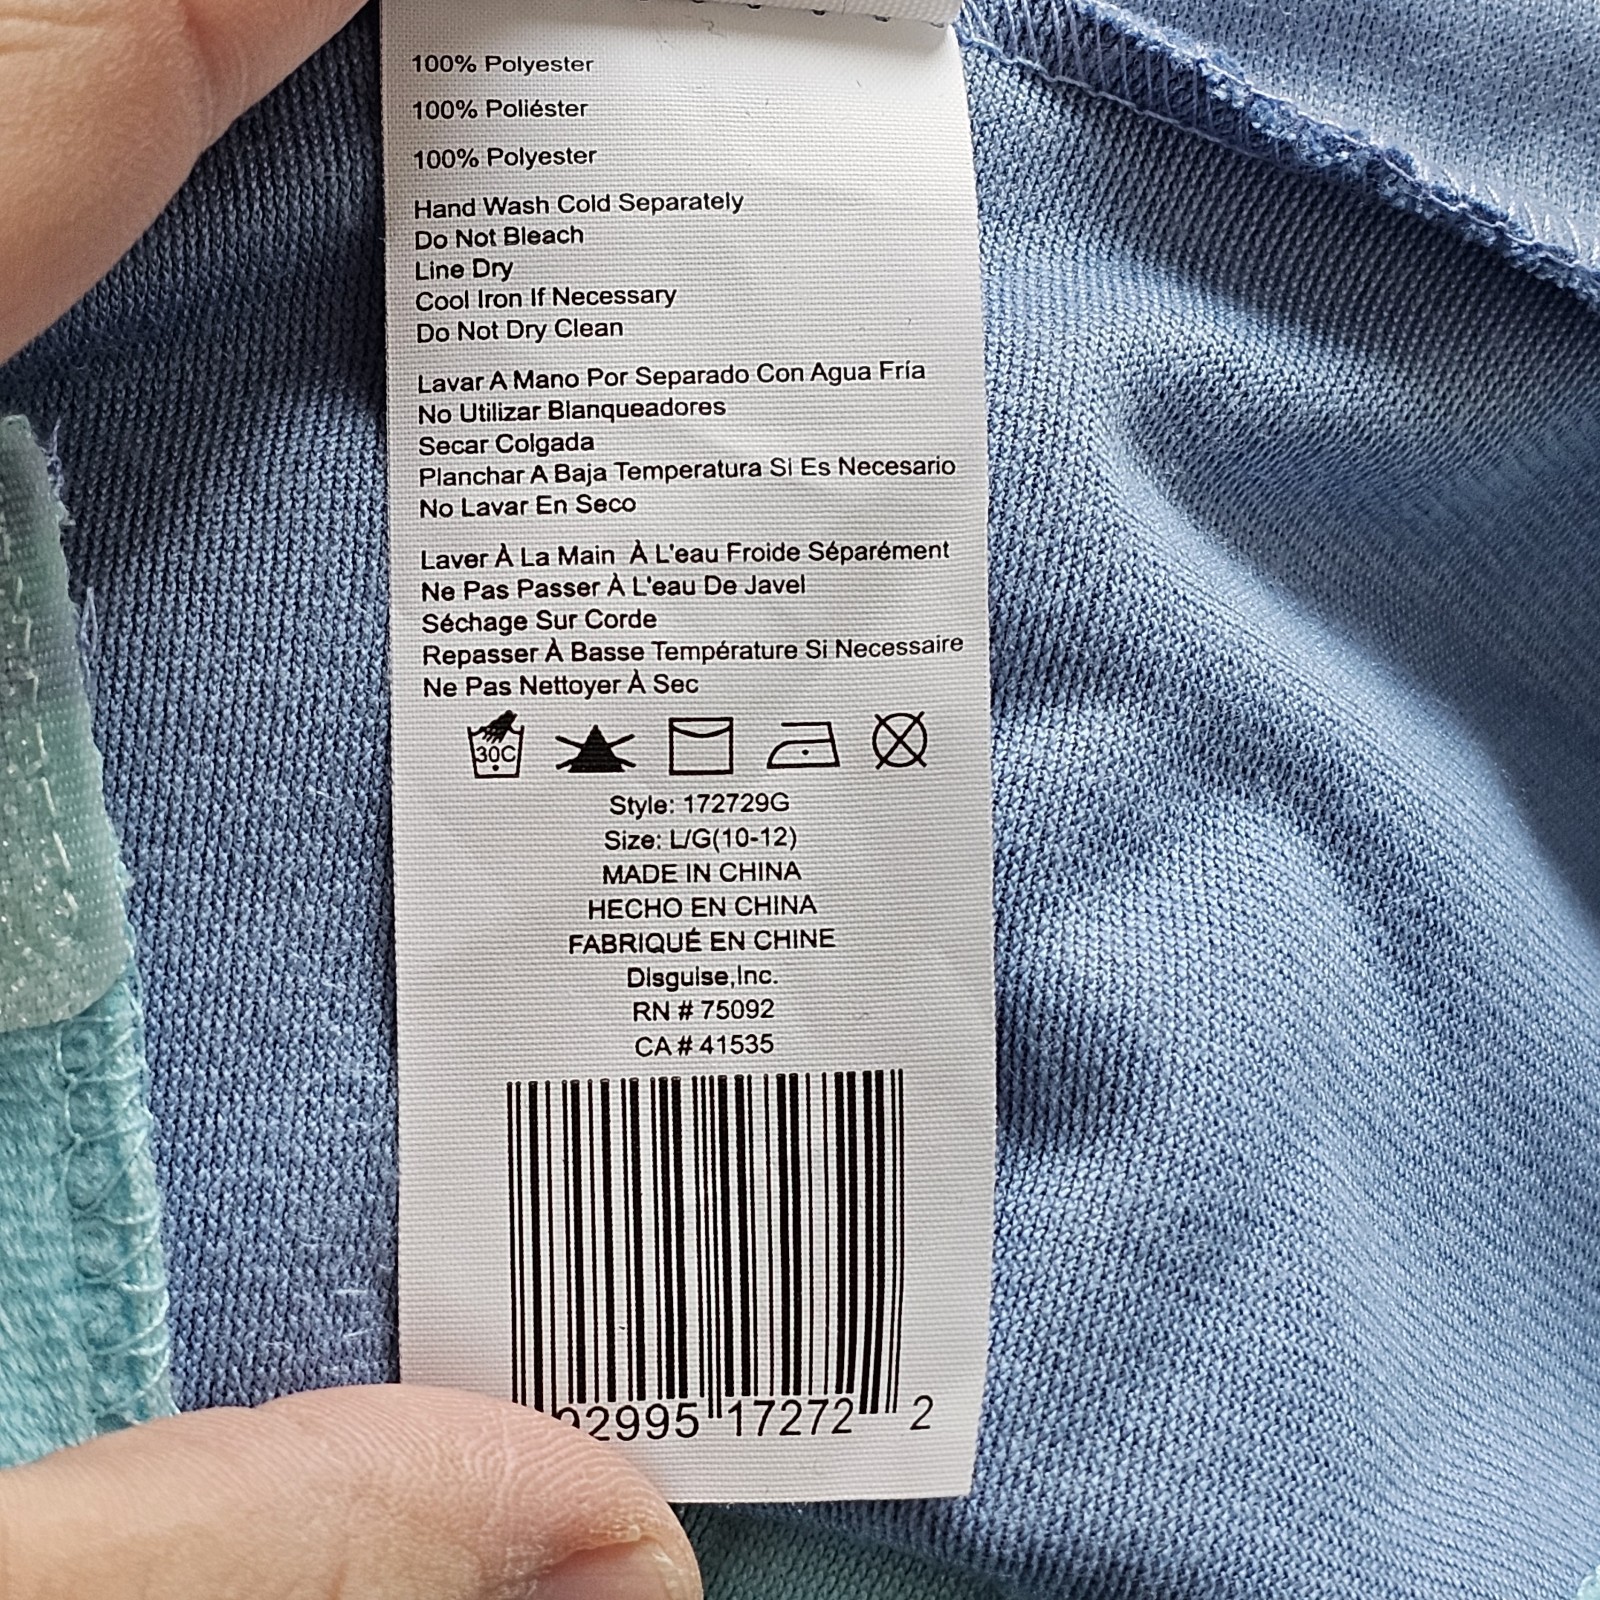 100% Polyester
100% Poliéster
100% Polyester
Hand Wash Cold Separately
Do Not Bleach
Line Dry
Cool Iron If Necessary
Do Not Dry Clean
Lavar A Mano Por Separado Con Agua Fría
No Utilizar Blanqueadores
Secar Colgada
Planchar A Baja Temperatura Si Es Necesario
No Lavar En Seco
Laver À La Main À L'eau Froide Séparément
Ne Pas Passer À L'eau De Javel
Séchage Sur Corde
Repasser À Basse Température Si Necessaire
Ne Pas Nettoyer À Sec
30C
Style: 172729G
Size: L/G(10-12)
MADE IN CHINA
HECHO EN CHINA
FABRIQUÉ EN CHINE
Disguise,Inc.
RN # 75092
CA # 41535
2995 17272 2